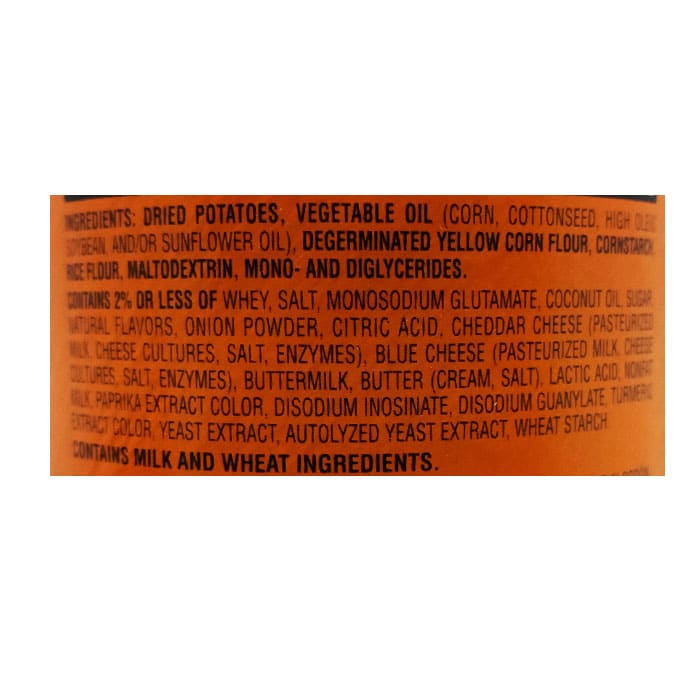 INGREDIENTS: DRIED POTATOES, VEGETABLE OIL (CORN, COTTONSEED, HIGH OLEIC
SOYBEAN, AND/OR SUNFLOWER OIL), DEGERMINATED YELLOW CORN FLOUR, CORNSTARCH,
RICE FLOUR, MALTODEXTRIN, MONO- AND DIGLYCERIDES.
CONTAINS 2% OR LESS OF WHEY, SALT, MONOSODIUM GLUTAMATE, COCONUT OIL, SUGAR,
NATURAL FLAVORS, ONION POWDER, CITRIC ACID, CHEDDAR CHEESE (PASTEURIZED
MILK, CHEESE CULTURES, SALT, ENZYMES), BLUE CHEESE (PASTEURIZED MILK, CHEESE
CULTURES, SALT, ENZYMES), BUTTERMILK, BUTTER (CREAM, SALT), LACTIC ACID, NONFAT
MILK, PAPRIKA EXTRACT COLOR, DISODIUM INOSINATE, DISODIUM GUANYLATE, TURMERIC
EXTRACT COLOR, YEAST EXTRACT, AUTOLYZED YEAST EXTRACT, WHEAT STARCH.
CONTAINS MILK AND WHEAT INGREDIENTS.